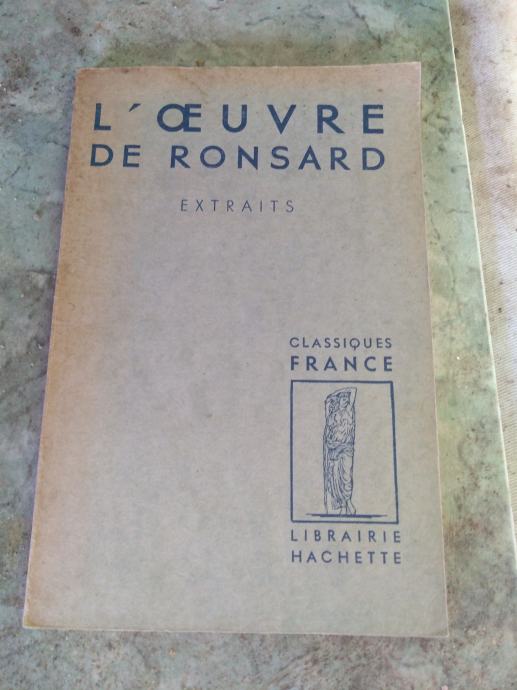 L'ŒUVRE
DE RONSARD
EXTRAITS
CLASSIQUES
FRANCE
LIBRAIRIE
HACHETTE